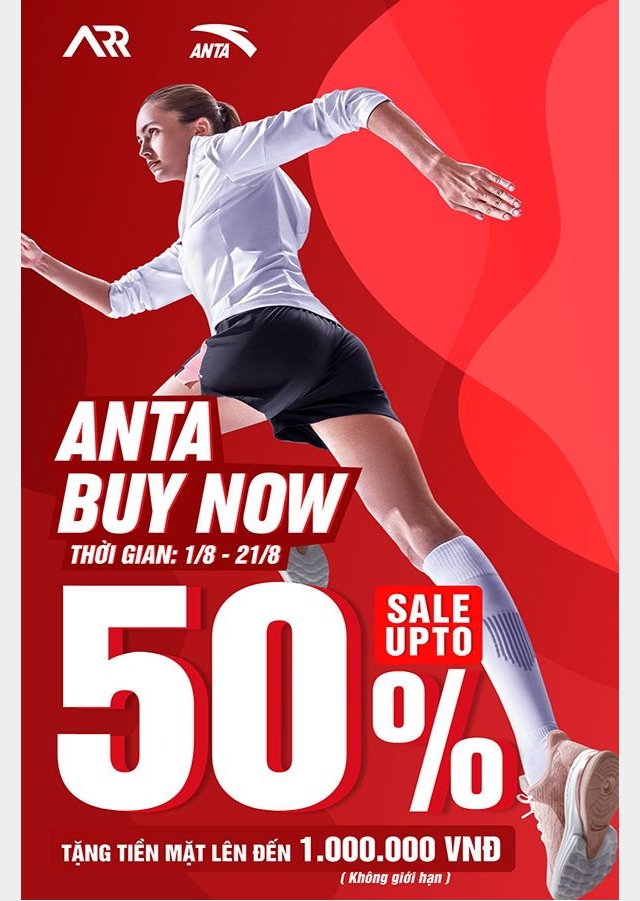 ARR
ANTA
ANTA
BUY NOW
THỜI GIAN: 1/8 - 21/8
50%
SALE
UPTO
TẶNG TIỀN MẶT LÊN ĐẾN 1.000.000 VNĐ
( Không giới hạn )